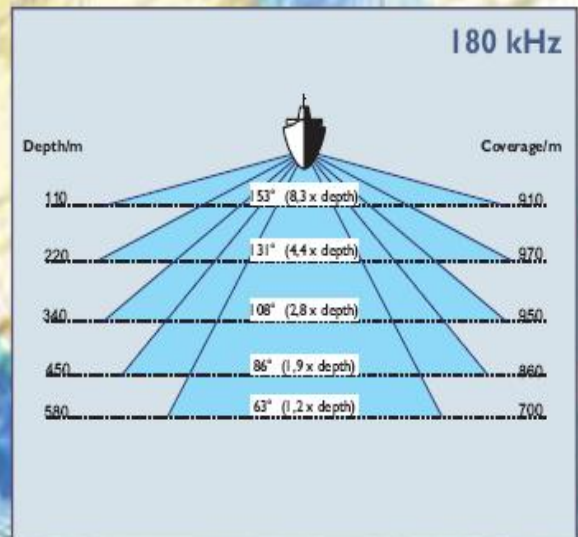 180 kHz
Depth/m Coverage/m
110 153° (8,3 x depth) 910
220 131° (4,4 x depth) 970
340 108° (2,8 x depth) 950
450 86° (1,9 x depth) 860
580 63° (1,2 x depth) 700